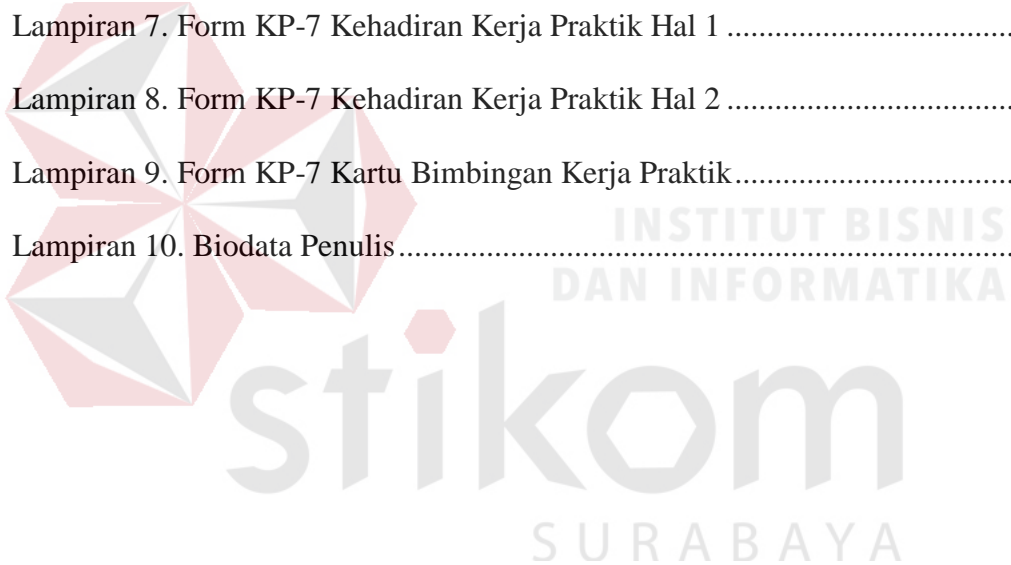 Lampiran 7. Form KP-7 Kehadiran Kerja Praktik Hal 1 ...................................
Lampiran 8. Form KP-7 Kehadiran Kerja Praktik Hal 2 ...................................
Lampiran 9. Form KP-7 Kartu Bimbingan Kerja Praktik..................................
Lampiran 10. Biodata Penulis............................................................................
INSTITUT BISNIS
DAN INFORMATIKA
stikom
SURABAYA